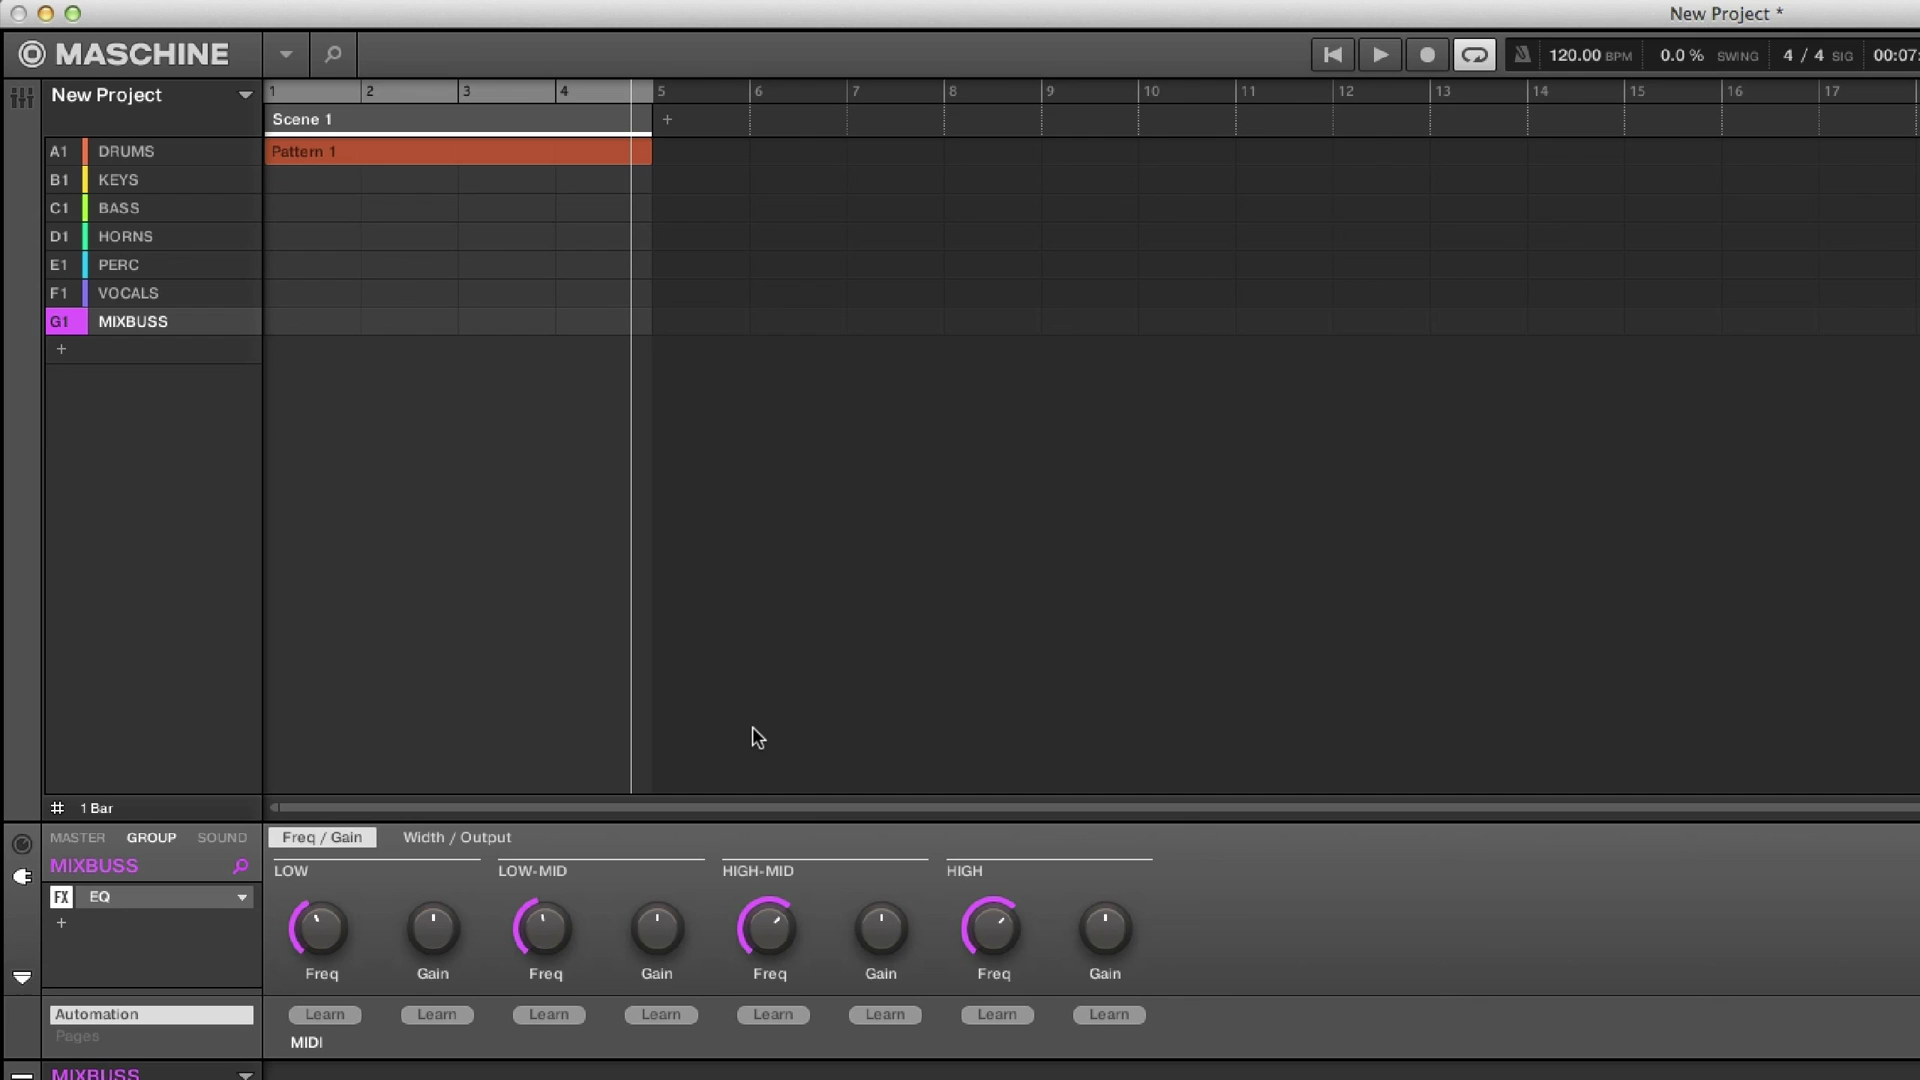 New Project *
MASCHINE
120.00 BPM 0.0 % SWING 4 / 4 SIG 00:07:
New Project
1 2 3 4 5 6 7 8 9 10 11 12 13 14 15 16 17
Scene 1 +
A1 DRUMS Pattern 1
B1 KEYS
C1 BASS
D1 HORNS
E1 PERC
F1 VOCALS
G1 MIXBUSS
+
1 Bar
MASTER GROUP SOUND Freq / Gain Width / Output
MIXBUSS LOW LOW-MID HIGH-MID HIGH
FX EQ
+
Freq Gain Freq Gain Freq Gain Freq Gain
Automation Learn Learn Learn Learn Learn Learn Learn Learn
Pages MIDI
MIXBUSS